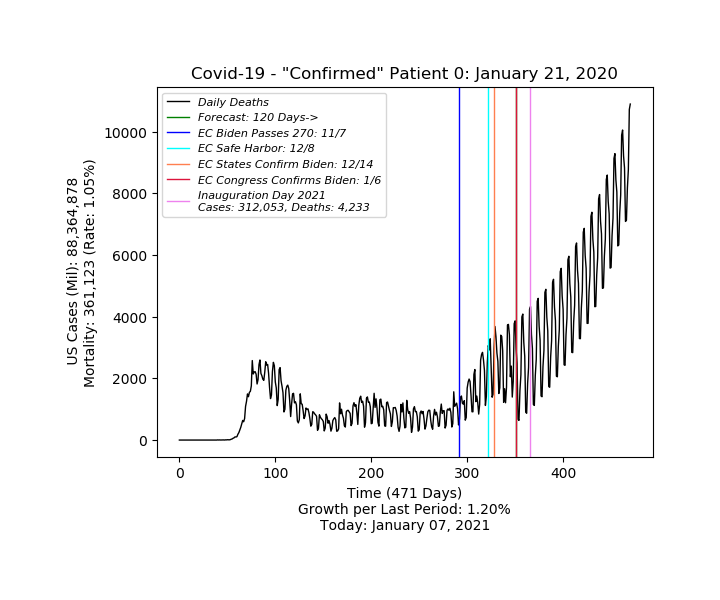 Covid-19 - "Confirmed" Patient 0: January 21, 2020
Daily Deaths
Forecast: 120 Days->
EC Biden Passes 270: 11/7
EC Safe Harbor: 12/8
EC States Confirm Biden: 12/14
EC Congress Confirms Biden: 1/6
Inauguration Day 2021
Cases: 312,053, Deaths: 4,233
10000
8000
6000
4000
2000
0
US Cases (Mil): 88,364,878
Mortality: 361,123 (Rate: 1.05%)
0 100 200 300 400
Time (471 Days)
Growth per Last Period: 1.20%
Today: January 07, 2021